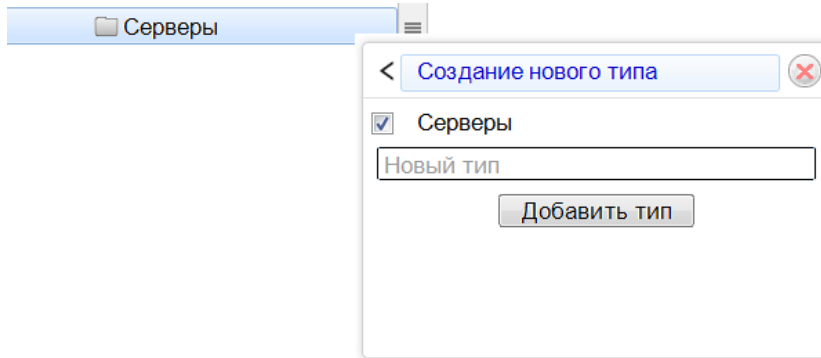 Серверы
Создание нового типа
Серверы
Новый тип
Добавить тип